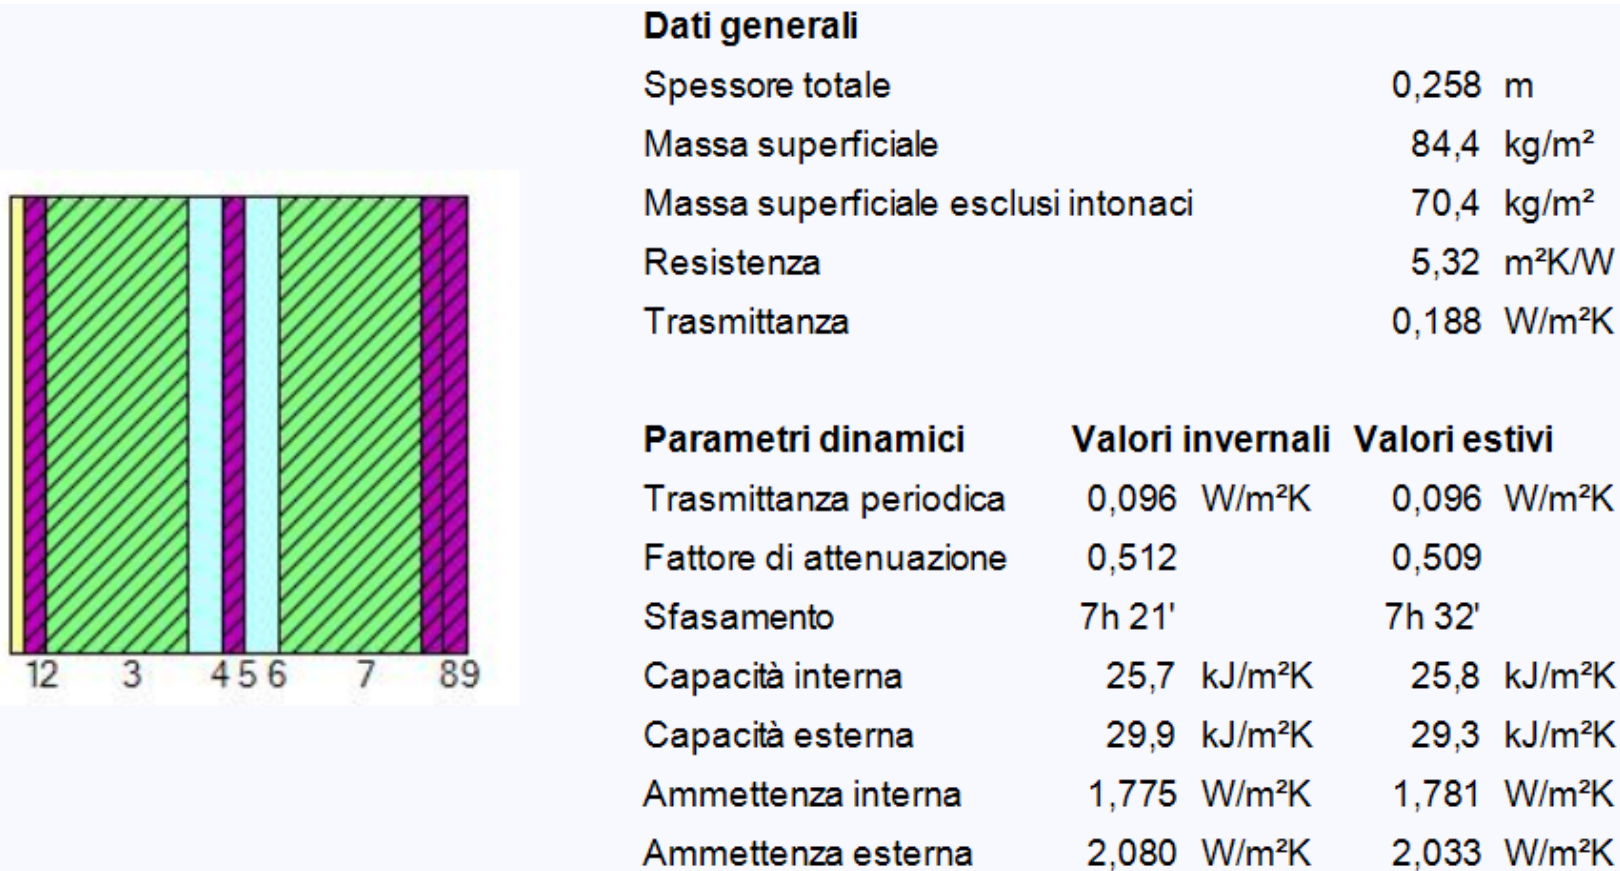 Dati generali
Spessore totale 0,258 m
Massa superficiale 84,4 kg/m²
Massa superficiale esclusi intonaci 70,4 kg/m²
Resistenza 5,32 m²K/W
Trasmittanza 0,188 W/m²K
Parametri dinamici Valori invernali Valori estivi
Trasmittanza periodica 0,096 W/m²K 0,096 W/m²K
Fattore di attenuazione 0,512 0,509
Sfasamento 7h 21' 7h 32'
Capacità interna 25,7 kJ/m²K 25,8 kJ/m²K
Capacità esterna 29,9 kJ/m²K 29,3 kJ/m²K
Ammettenza interna 1,775 W/m²K 1,781 W/m²K
Ammettenza esterna 2,080 W/m²K 2,033 W/m²K
12 3 4 5 6 7 89